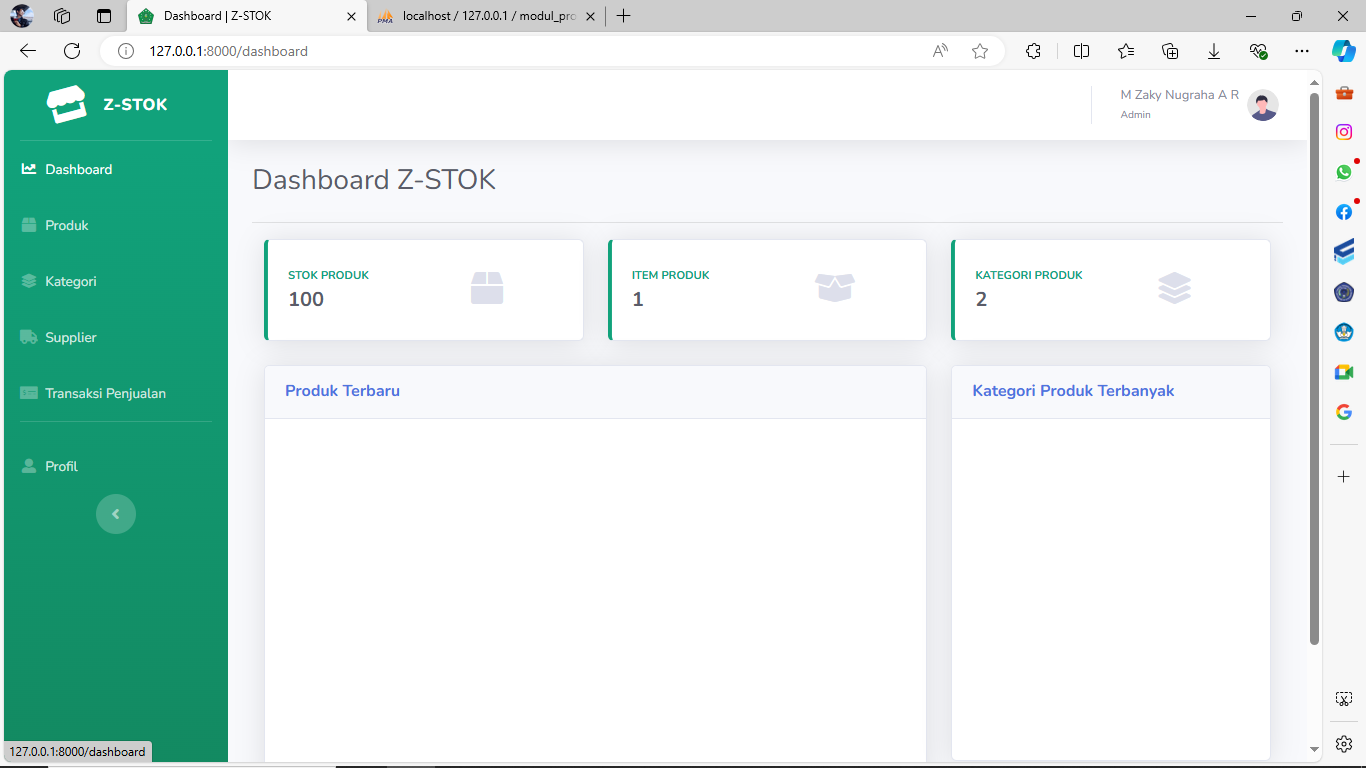 Dashboard | Z-STOK
localhost / 127.0.0.1 / modul_pro
127.0.0.1:8000/dashboard
Z-STOK
M Zaky Nugraha A R
Admin
Dashboard
Produk
Kategori
Supplier
Transaksi Penjualan
Profil
Dashboard Z-STOK
STOK PRODUK
100
ITEM PRODUK
1
KATEGORI PRODUK
2
Produk Terbaru
Kategori Produk Terbanyak
127.0.0.1:8000/dashboard